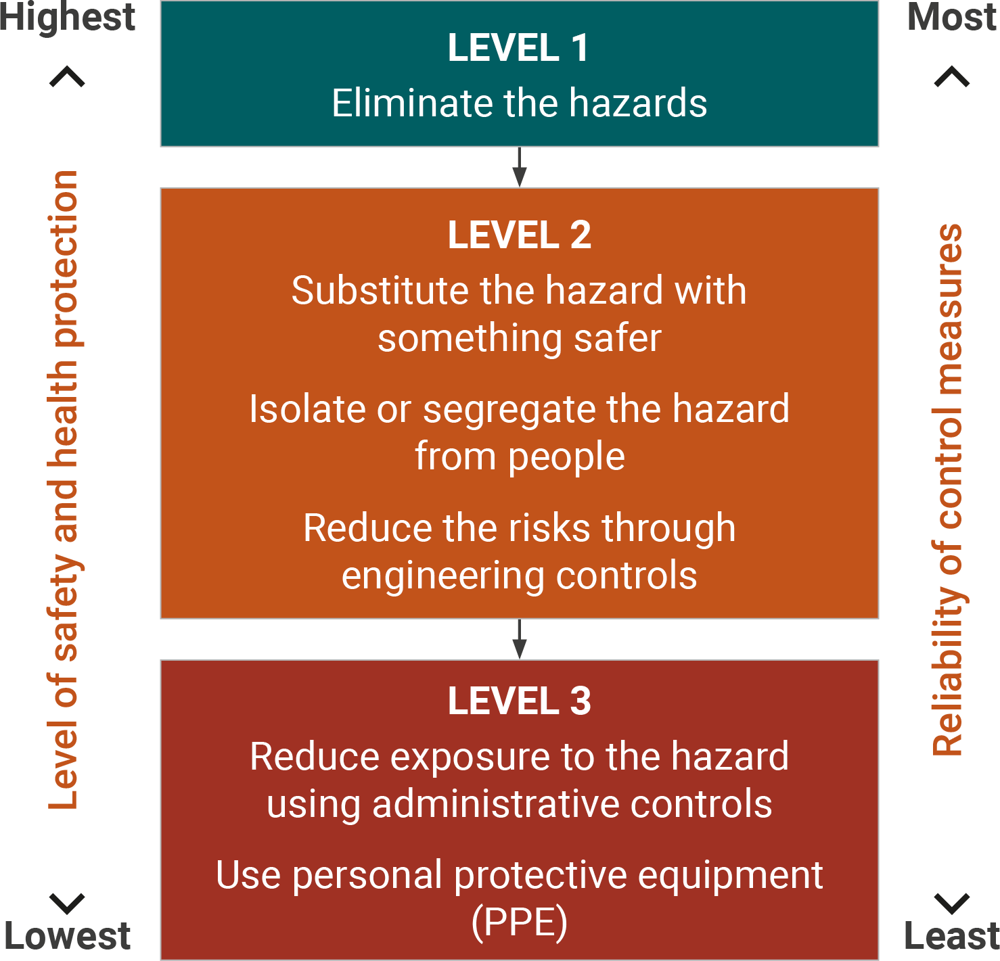 Highest
Most
LEVEL 1
Eliminate the hazards
Level of safety and health protection
Reliability of control measures
LEVEL 2
Substitute the hazard with
something safer
Isolate or segregate the hazard
from people
Reduce the risks through
engineering controls
LEVEL 3
Reduce exposure to the hazard
using administrative controls
Use personal protective equipment
(PPE)
Lowest
Least